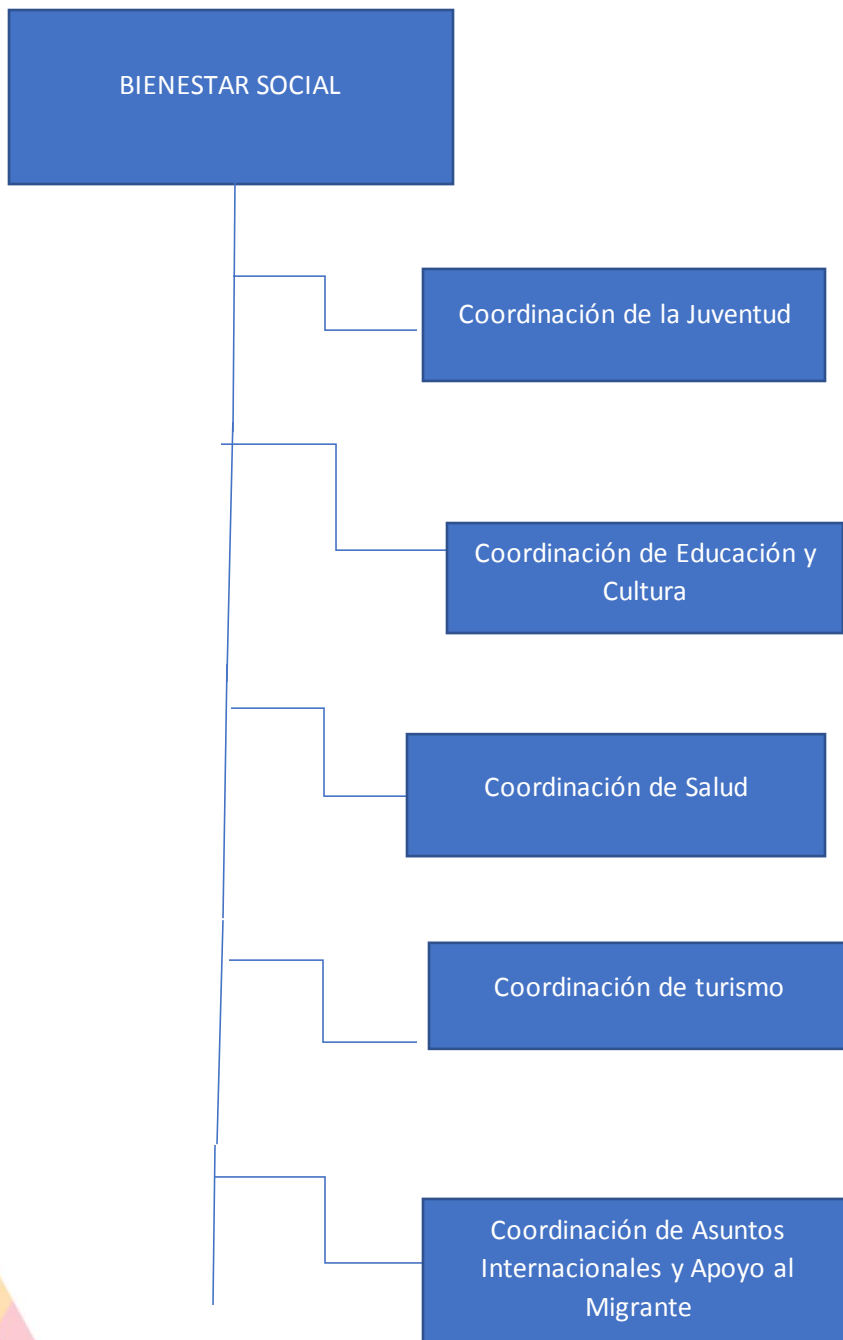 BIENESTAR SOCIAL
Coordinación de la Juventud
Coordinación de Educación y
Cultura
Coordinación de Salud
Coordinación de turismo
Coordinación de Asuntos
Internacionales y Apoyo al
Migrante